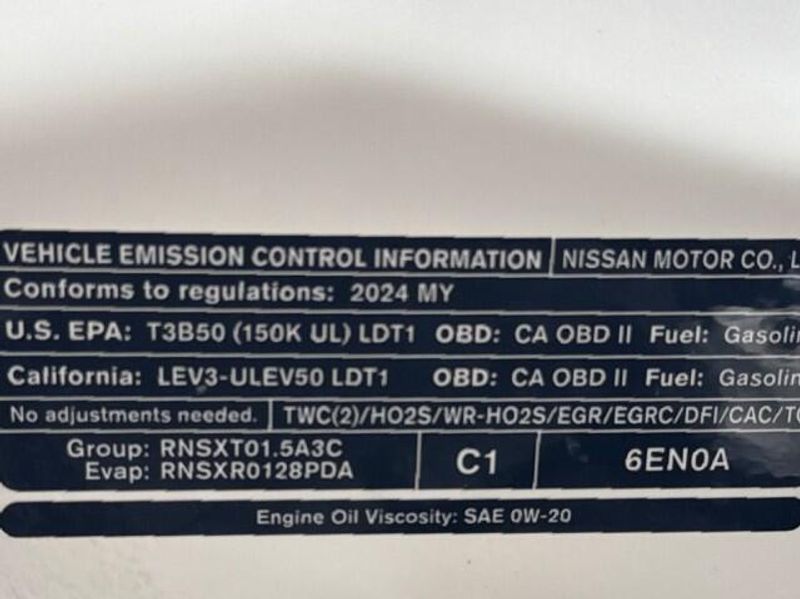 VEHICLE EMISSION CONTROL INFORMATION NISSAN MOTOR CO.,
Conforms to regulations: 2024 MY
U.S. EPA: T3B50 (150K UL) LDT1 OBD: CA OBD II Fuel:
California: LEV3-ULEV50 LDT1 OBD: CA OBD II Fuel:
No adjustments needed. TWC(2)/HO2S/WR-HO2S/EGR/EGRC/DFI/CAC/
Group: RNSXT01.5A3C
Evap: RNSXR0128PDA
C1
6EN0A
Engine Oil Viscosity: SAE 0W-20